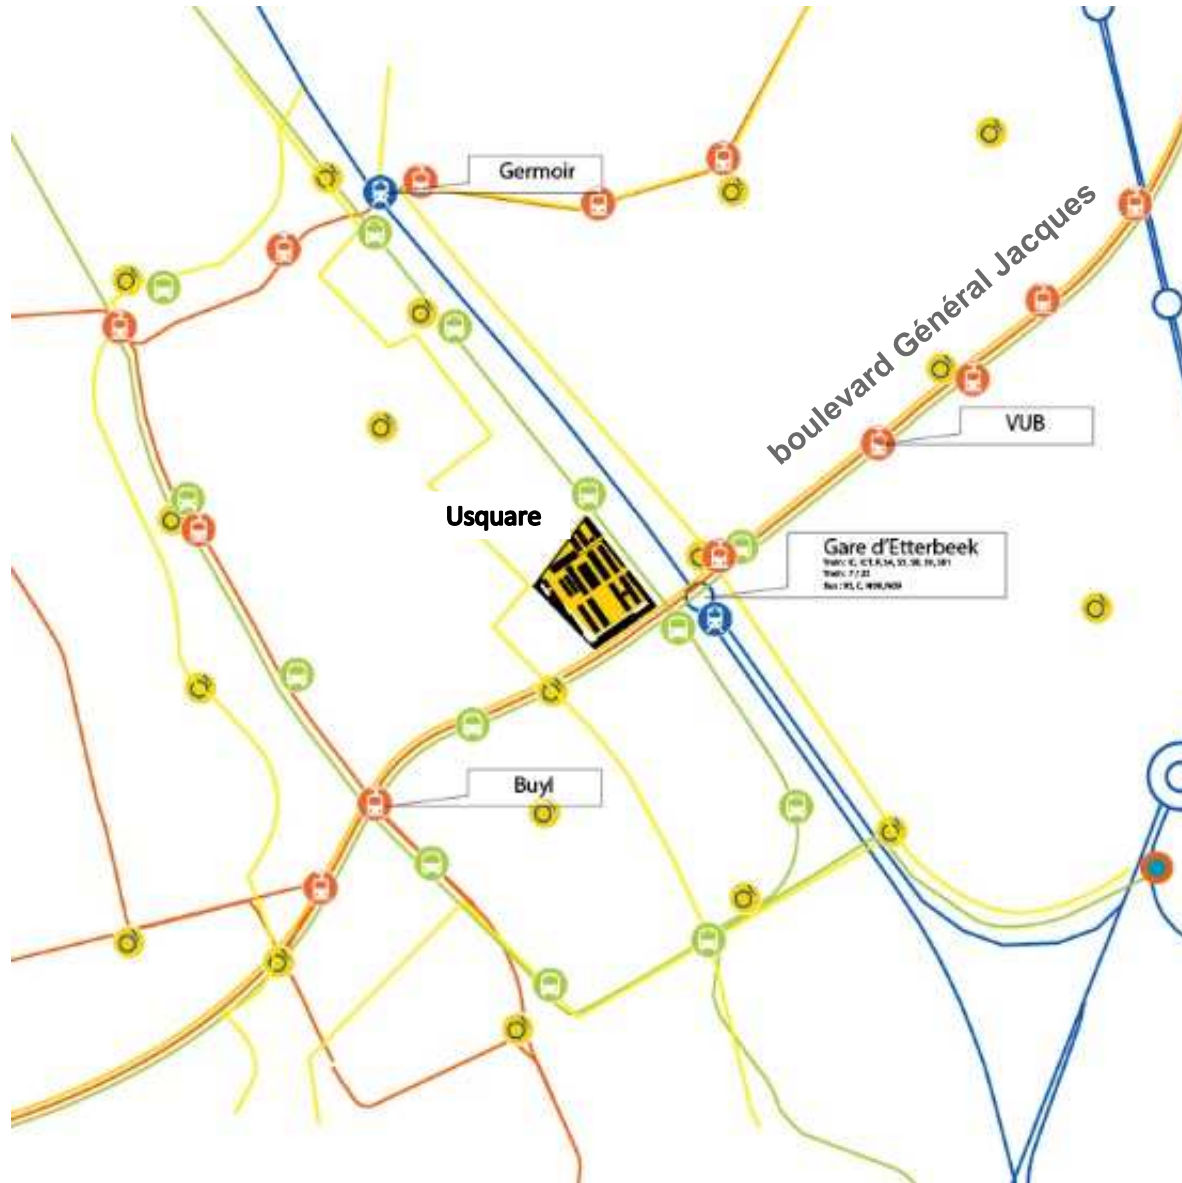 Germoir
boulevard Général Jacques
VUB
Usquare
Gare d'Etterbeek
Buyl